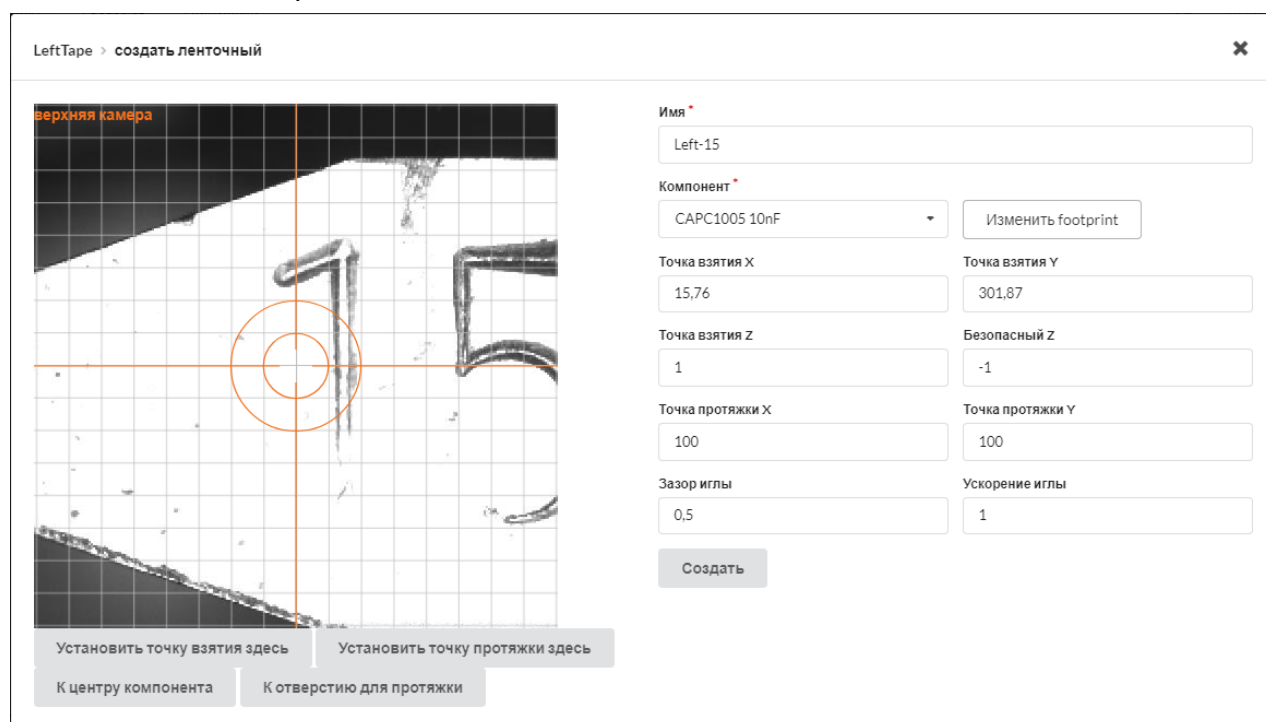 LeftTape > создать ленточный
верхняя камера
15
Установить точку взятия здесь
Установить точку протяжки здесь
К центру компонента
К отверстию для протяжки
Имя *
Left-15
Компонент *
CAPC1005 10nF
Изменить footprint
Точка взятия X
Точка взятия Y
15,76
301,87
Точка взятия Z
Безопасный Z
1
-1
Точка протяжки X
Точка протяжки Y
100
100
Зазор иглы
Ускорение иглы
0,5
1
Создать